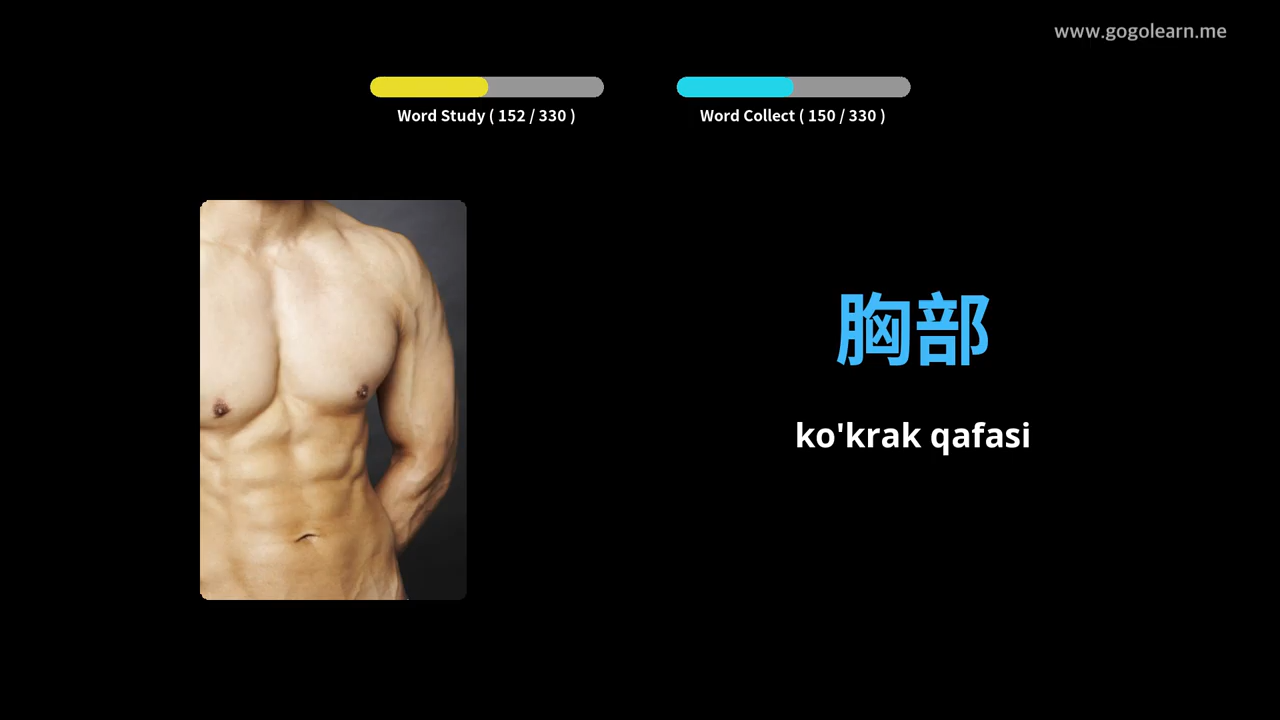 www.gogolearn.me
Word Study ( 152 / 330 )
Word Collect ( 150 / 330 )
胸部
ko'krak qafasi